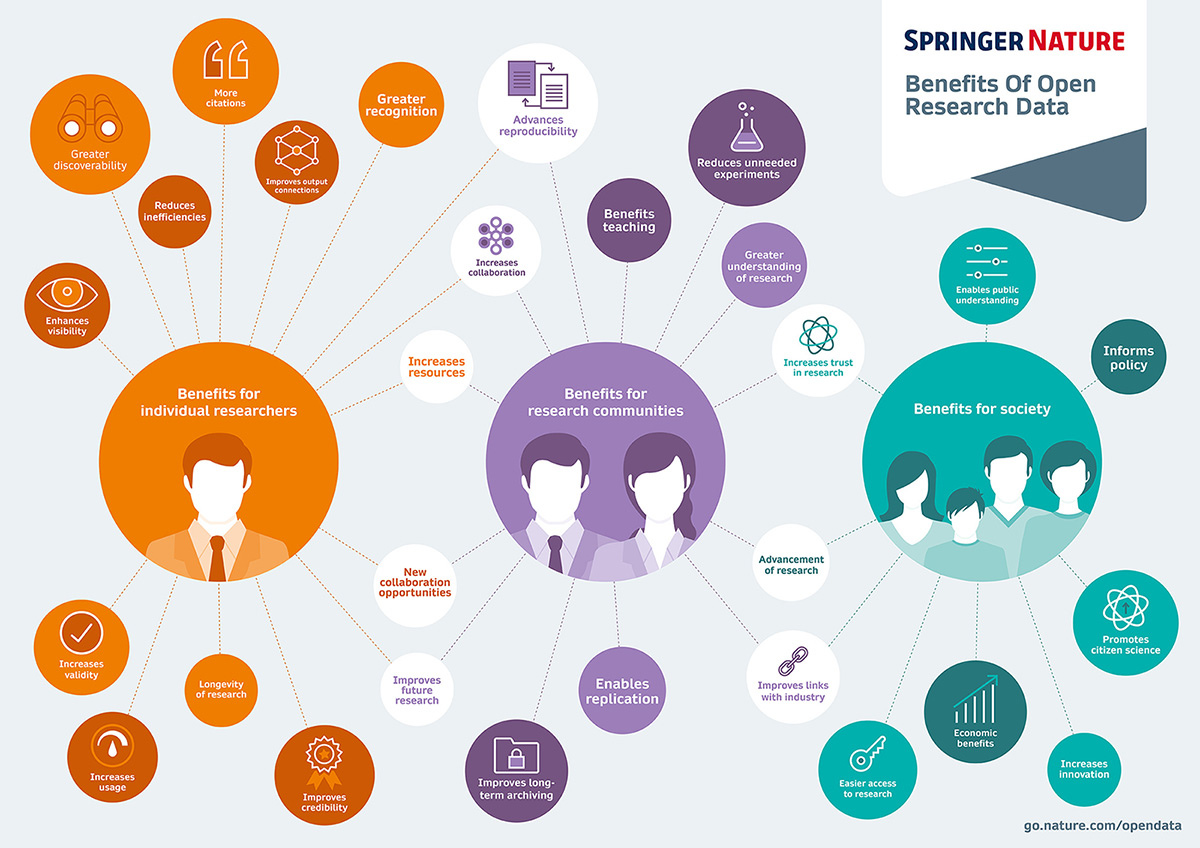 SPRINGER NATURE
Benefits Of Open
Research Data
More
citations
Greater
recognition
Advances
reproducibility
Greater
discoverability
Improves output
connections
Reduces unneeded
experiments
Reduces
inefficiencies
Benefits
teaching
Increases
collaboration
Greater
understanding
of research
Enables public
understanding
Enhances
visibility
Increases
resources
Increases trust
in research
Informs
policy
Benefits for
individual researchers
Benefits for
research communities
Benefits for society
New
collaboration
opportunities
Advancement
of research
Increases
validity
Longevity
of research
Improves
future
research
Enables
replication
Improves links
with industry
Promotes
citizen science
Increases
usage
Improves
credibility
Improves long-
term archiving
Easier access
to research
Economic
benefits
Increases
innovation
go.nature.com/opendata